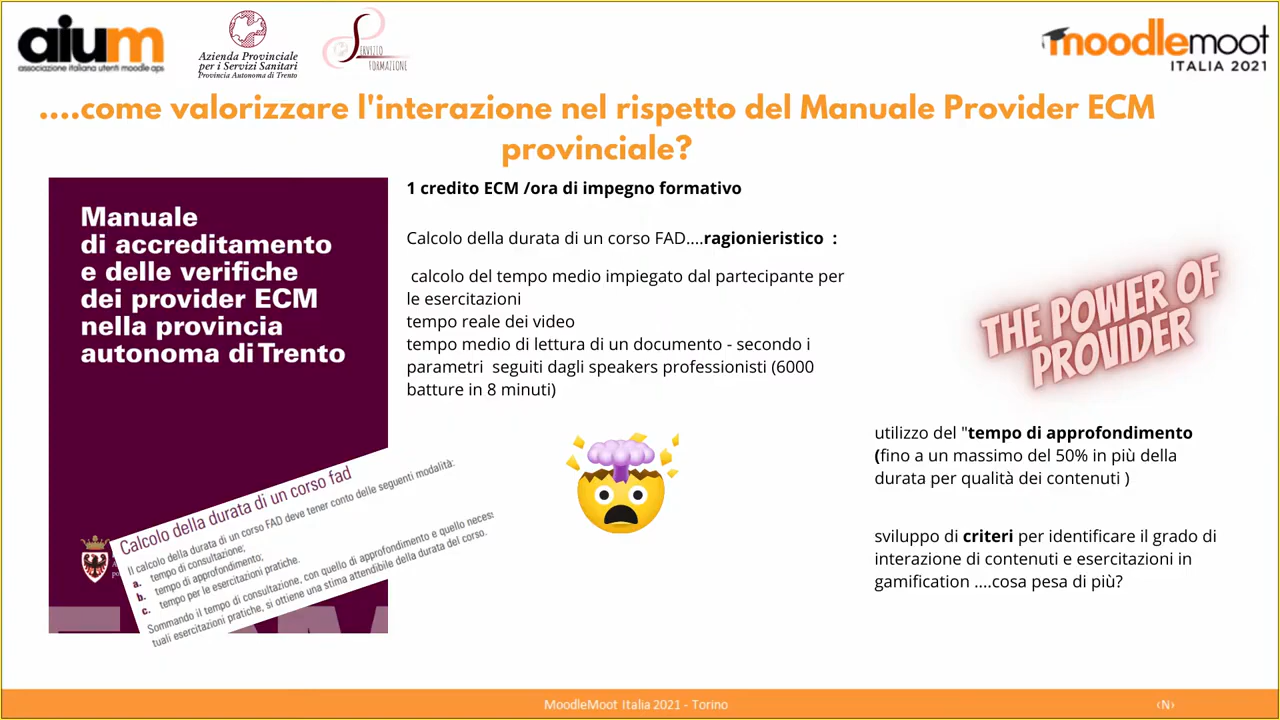 aium
associazione italiana utenti moodle aps
Azienda Provinciale
per i Servizi Sanitari
Provincia Autonoma di Trento
SERVIZIO
FORMAZIONE
moodlemoot
ITALIA 2021
....come valorizzare l'interazione nel rispetto del Manuale Provider ECM
provinciale?
Manuale
di accreditamento
e delle verifiche
dei provider ECM
nella provincia
autonoma di Trento
Calcolo della durata di un corso fad
Il calcolo della durata di un corso FAD deve tener conto delle seguenti modalità:
a. tempo di consultazione;
b. tempo di approfondimento;
c. tempo per le esercitazioni pratiche.
Sommando il tempo di consultazione, con quello di approfondimento e quello
tuali esercitazioni pratiche, si ottiene una stima attendibile della durata del corso.
1 credito ECM /ora di impegno formativo
Calcolo della durata di un corso FAD....ragionieristico :
calcolo del tempo medio impiegato dal partecipante per
le esercitazioni
tempo reale dei video
tempo medio di lettura di un documento - secondo i
parametri seguiti dagli speakers professionisti (6000
batture in 8 minuti)
THE POWER OF
PROVIDER
utilizzo del "tempo di approfondimento
(fino a un massimo del 50% in più della
durata per qualità dei contenuti )
sviluppo di criteri per identificare il grado di
interazione di contenuti e esercitazioni in
gamification ....cosa pesa di più?
MoodleMoot Italia 2021 - Torino
‹N›